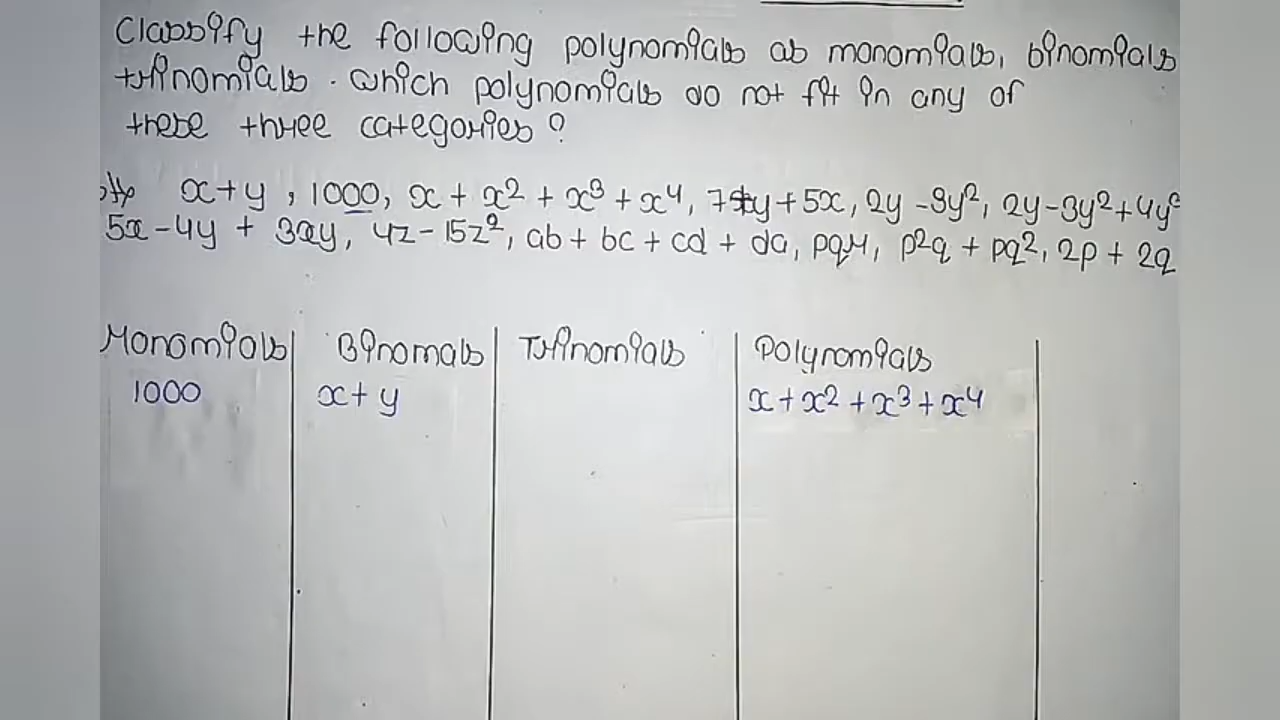 Classify the following polynomials as monomials, binomials
trinomials. which polynomials do not fit in any of
these three categories?
x+y, 1000, x + x² + x³ + x⁴, 7+y+5x, 2y-3y², 2y-3y²+4y³
5x-4y + 3xy, 4z-15z², ab + bc + cd + da, pqr, p²q + pq², 2p + 2q
Monomials Binomals Trinomials Polynomials
1000 x+y x+x²+x³+x⁴